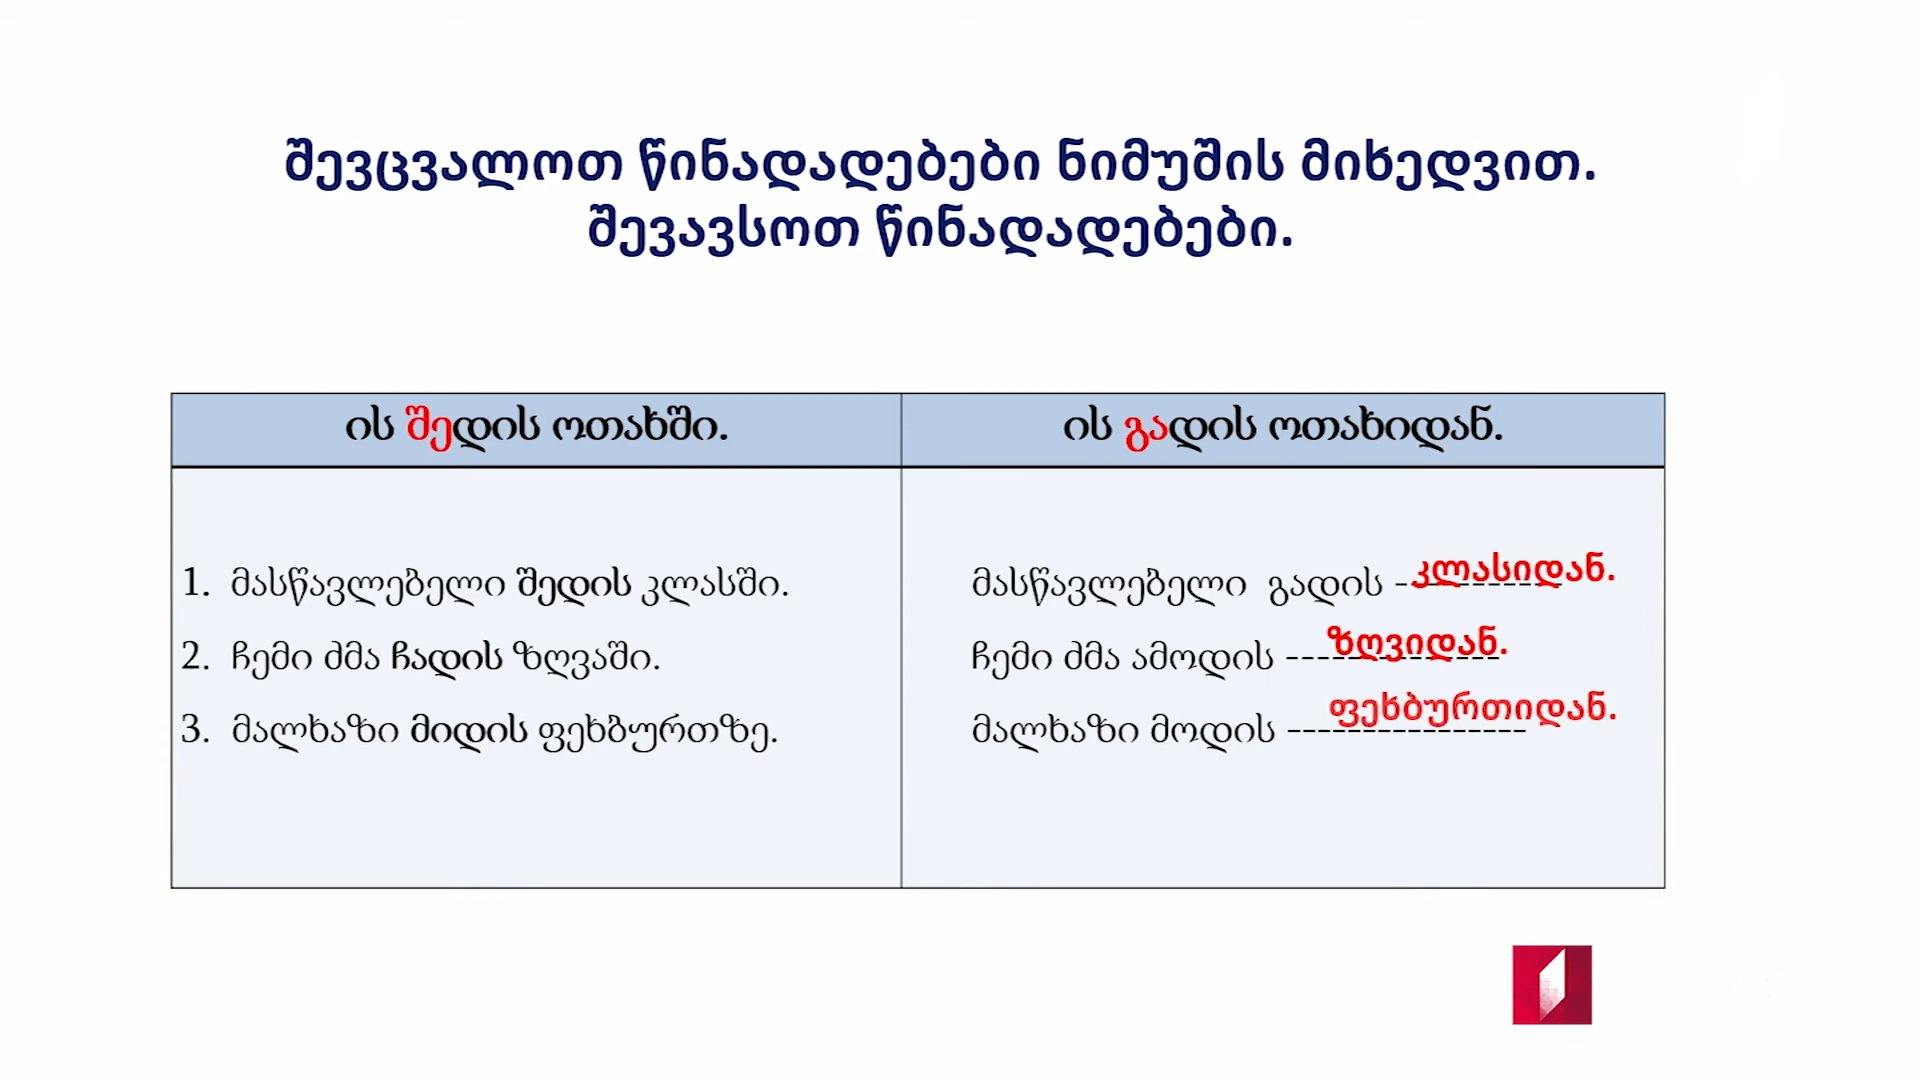 შევცვალოთ წინადადებები ნიმუშის მიხედვით.
შევავსოთ წინადადებები.
ის შედის ოთახში.
ის გადის ოთახიდან.
1. მასწავლებელი შედის კლასში.
2. ჩემი ძმა ჩადის ზღვაში.
3. მალხაზი მიდის ფეხბურთზე.
მასწავლებელი გადის კლასიდან.
ჩემი ძმა ამოდის ზღვიდან.
მალხაზი მოდის ფეხბურთიდან.